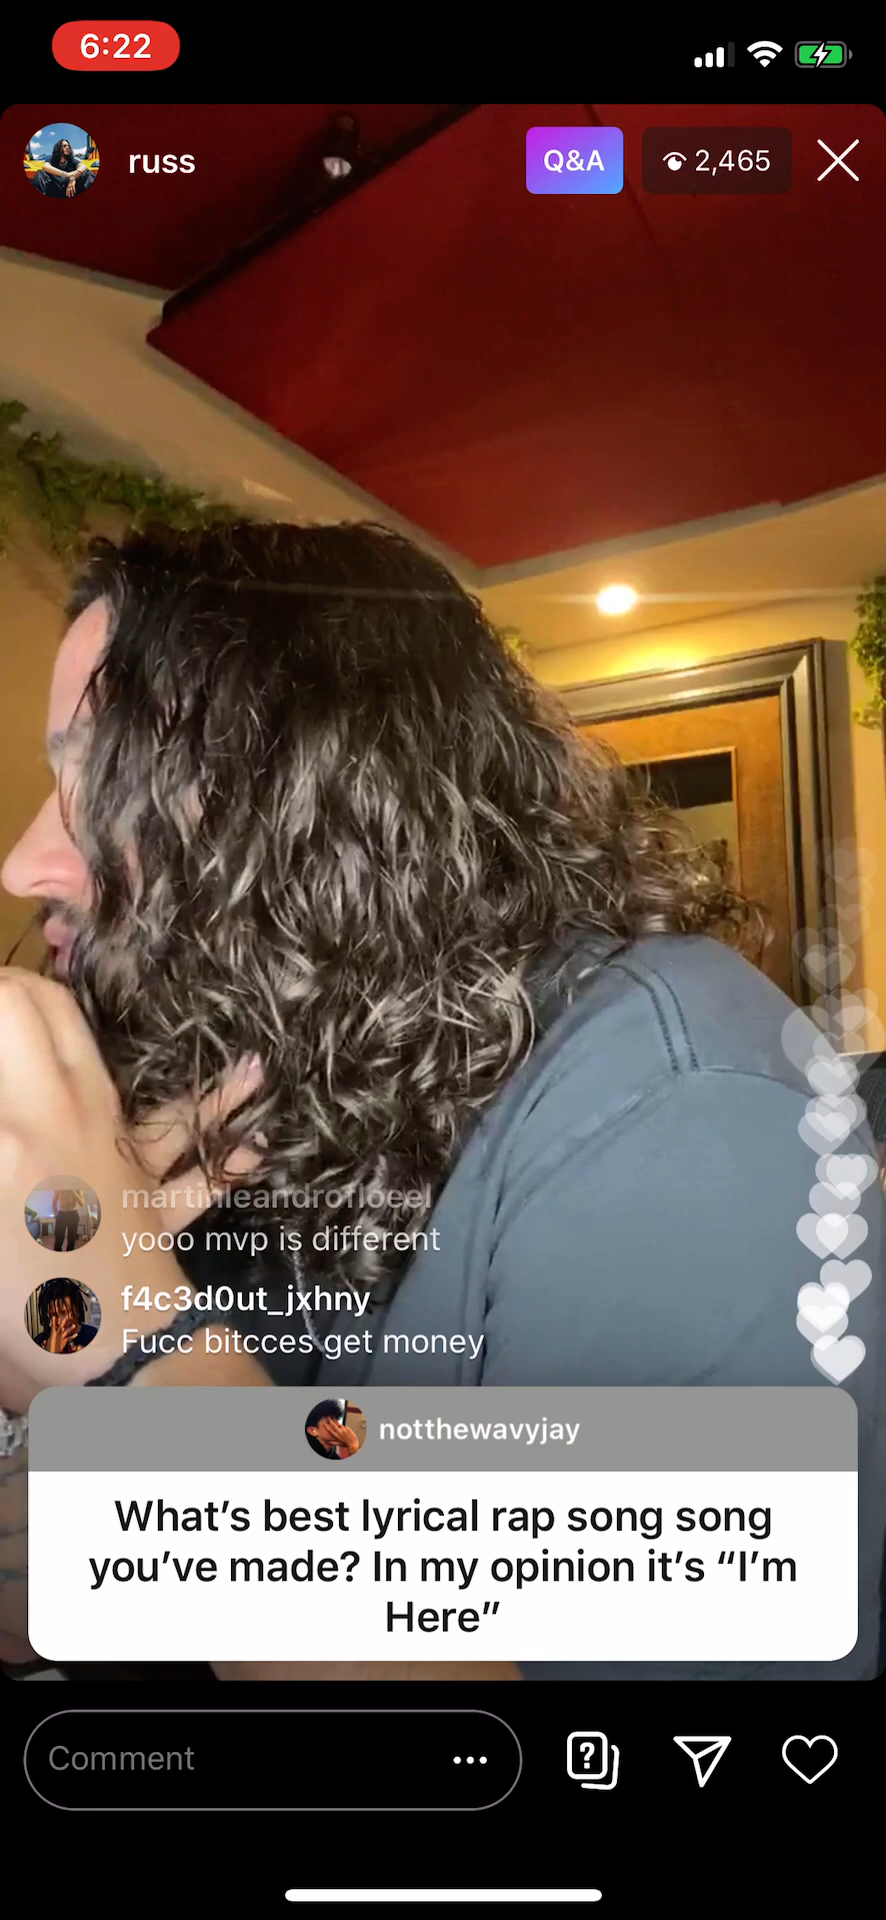 6:22
russ
Q&A
2,465
martinleandrofloeel
yooo mvp is different
f4c3d0ut_jxhny
Fucc bitcces get money
notthewavyjay
What’s best lyrical rap song song
you’ve made? In my opinion it’s “I’m
Here”
Comment